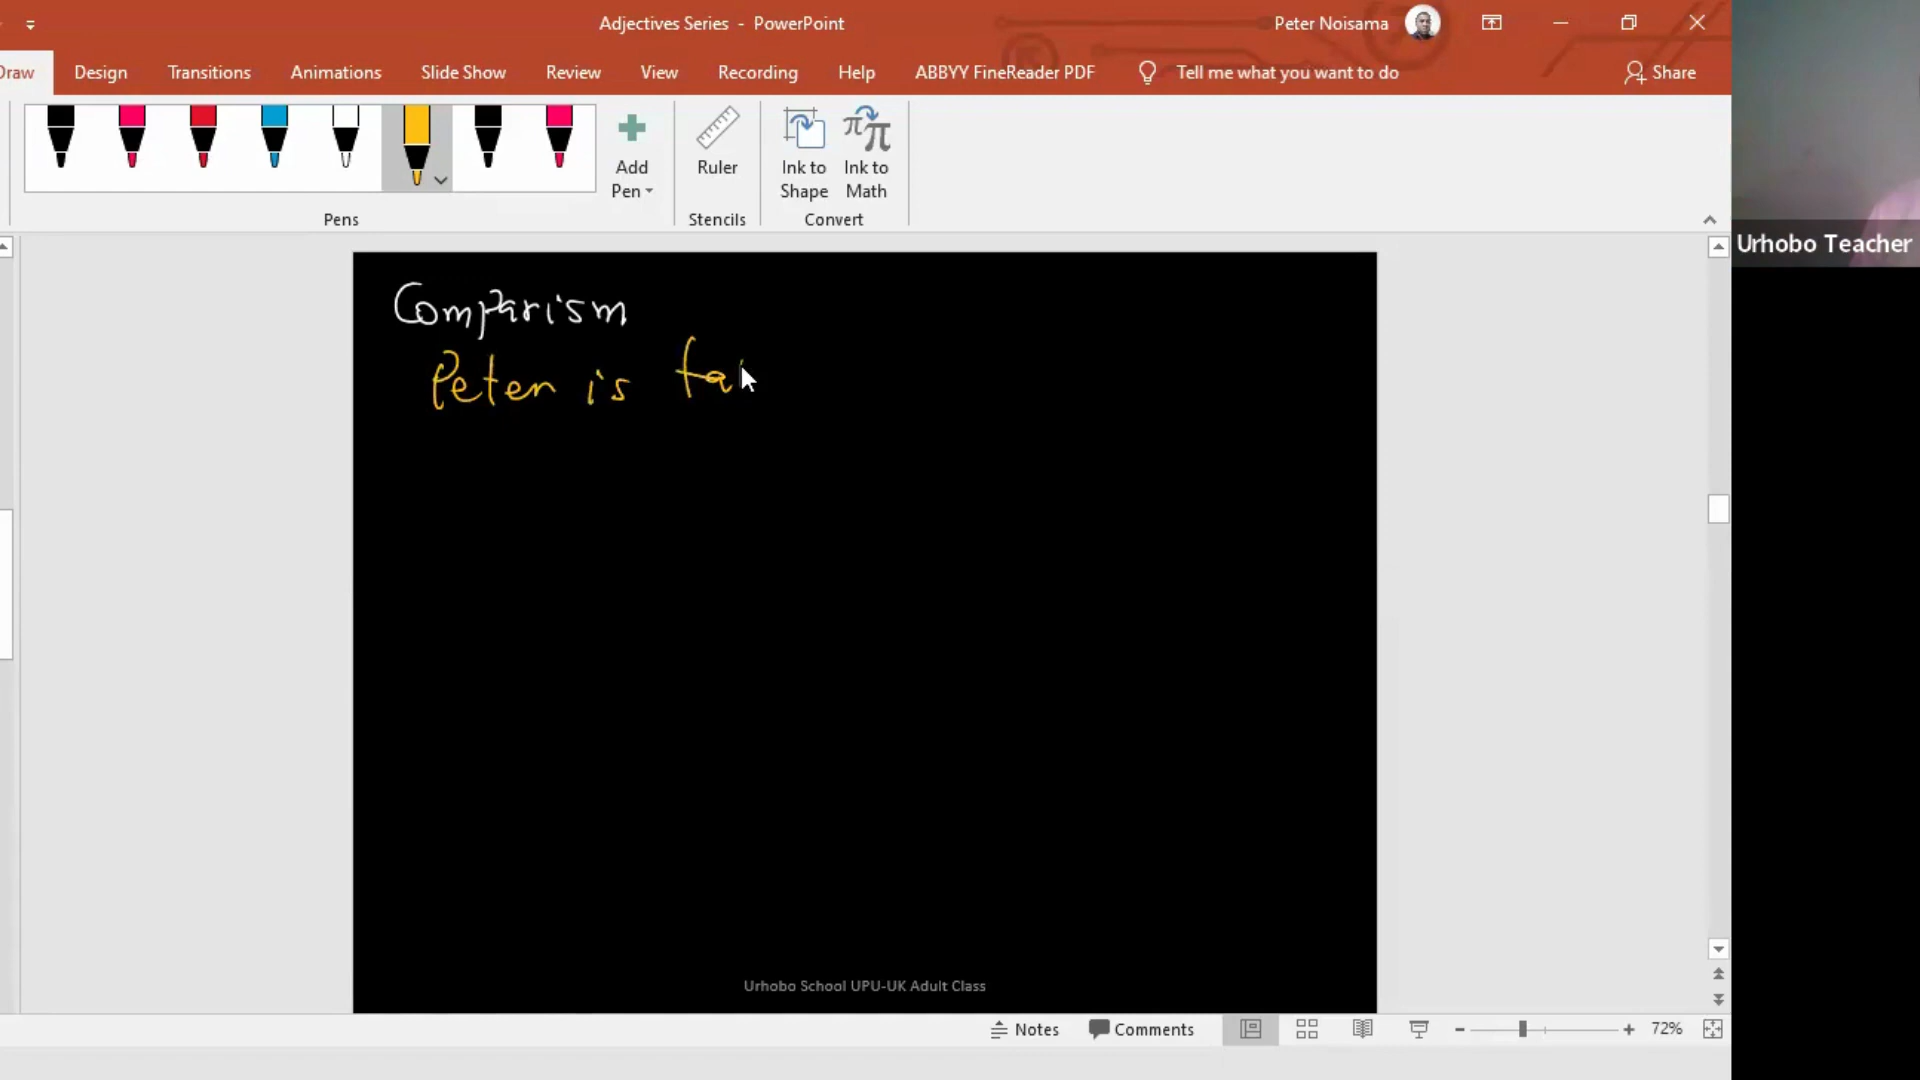 Adjectives Series - PowerPoint
Peter Noisama
Draw Design Transitions Animations Slide Show Review View Recording Help ABBYY FineReader PDF Tell me what you want to do Share
Add Pen
Ruler
Ink to Shape
Ink to Math
Pens
Stencils
Convert
Urhobo Teacher
Comparism
Peter is fai
Urhobo School UPU-UK Adult Class
Notes Comments 72%